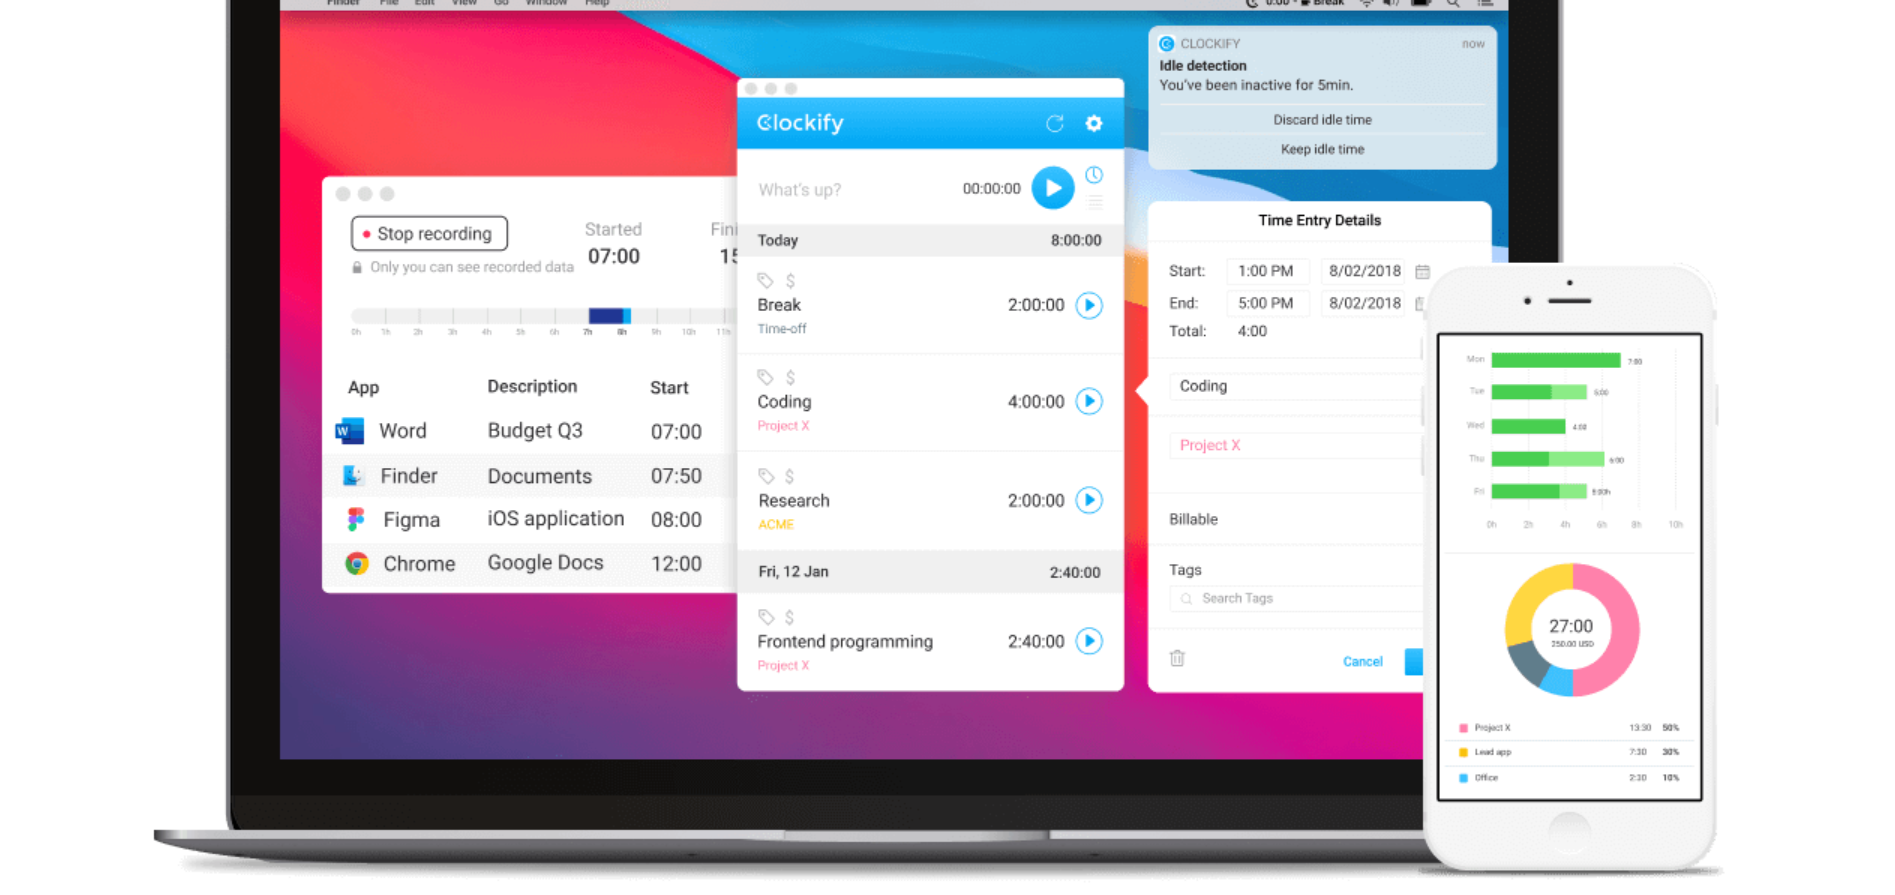 Finder File Edit View Go Window Help
0:00 - Break
CLOCKIFY now
Idle detection
You've been inactive for 5min.
Discard idle time
Keep idle time
Clockify
What's up? 00:00:00
Today 8:00:00
$
Break 2:00:00
Time-off
$
Coding 4:00:00
Project X
$
Research 2:00:00
ACME
Fri, 12 Jan 2:40:00
$
Frontend programming 2:40:00
Project X
Stop recording
Only you can see recorded data
Started
07:00
Fini
15
0h 1h 2h 3h 4h 5h 6h 7h 8h 9h 10h 11h
App Description Start
Word Budget Q3 07:00
Finder Documents 07:50
Figma iOS application 08:00
Chrome Google Docs 12:00
Time Entry Details
Start: 1:00 PM 8/02/2018
End: 5:00 PM 8/02/2018
Total: 4:00
Coding
Project X
Billable
Tags
Search Tags
Cancel
Mon 7:00
Tue
Wed 4:00
Thu 6:00
Fri
0h 2h 4h 6h 8h 10h
27:00
250.00 USD
Project X 13:30 50%
Lead app 7:30 30%
Office 2:30 10%